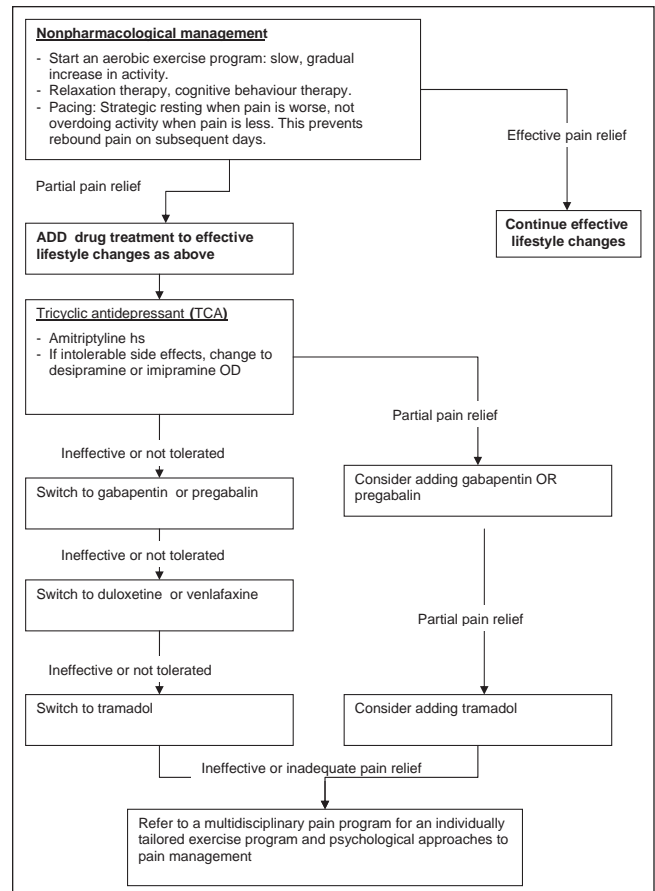 Nonpharmacological management
- Start an aerobic exercise program: slow, gradual
increase in activity.
- Relaxation therapy, cognitive behaviour therapy.
- Pacing: Strategic resting when pain is worse, not
overdoing activity when pain is less. This prevents
rebound pain on subsequent days.
Effective pain relief
Partial pain relief
Continue effective
lifestyle changes
ADD drug treatment to effective
lifestyle changes as above
Tricyclic antidepressant (TCA)
- Amitriptyline hs
- If intolerable side effects, change to
desipramine or imipramine OD
Partial pain relief
Ineffective or not tolerated
Switch to gabapentin or pregabalin
Consider adding gabapentin OR
pregabalin
Ineffective or not tolerated
Switch to duloxetine or venlafaxine
Partial pain relief
Ineffective or not tolerated
Switch to tramadol
Consider adding tramadol
Ineffective or inadequate pain relief
Refer to a multidisciplinary pain program for an individually
tailored exercise program and psychological approaches to
pain management